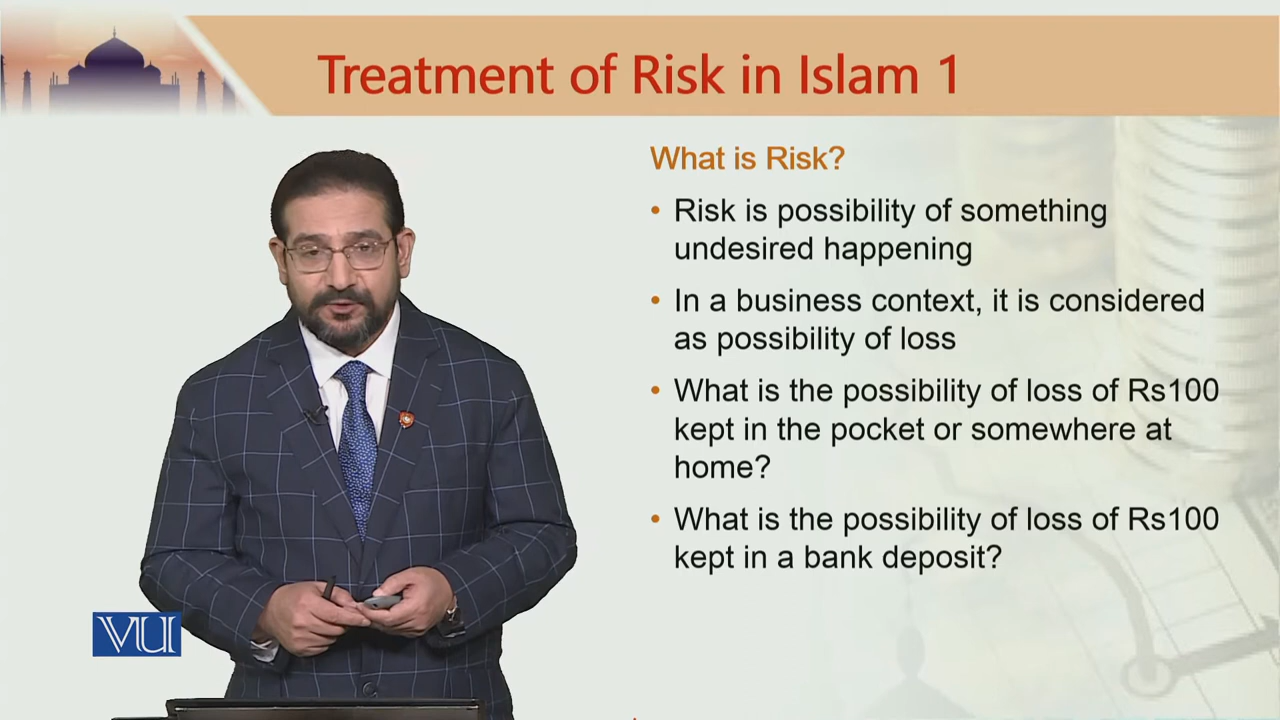 Treatment of Risk in Islam 1
What is Risk?
• Risk is possibility of something
undesired happening
• In a business context, it is considered
as possibility of loss
• What is the possibility of loss of Rs100
kept in the pocket or somewhere at
home?
• What is the possibility of loss of Rs100
kept in a bank deposit?
VU